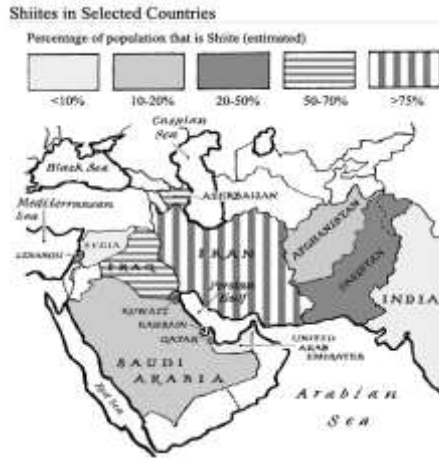 Shiites in Selected Countries
Percentage of population that is Shiite (estimated)
<10% 10-20% 20-50% 50-70% >75%
Caspian
Sea
Black Sea
AZERBAIJAN
Mediterranean
Sea
SYRIA
LEBANON
IRAQ
IRAN
AFGHANISTAN
PAKISTAN
INDIA
Persian
Gulf
KUWAIT
BAHRAIN
QATAR
UNITED
ARAB
EMIRATES
SAUDI
ARABIA
Red Sea
Arabian
Sea